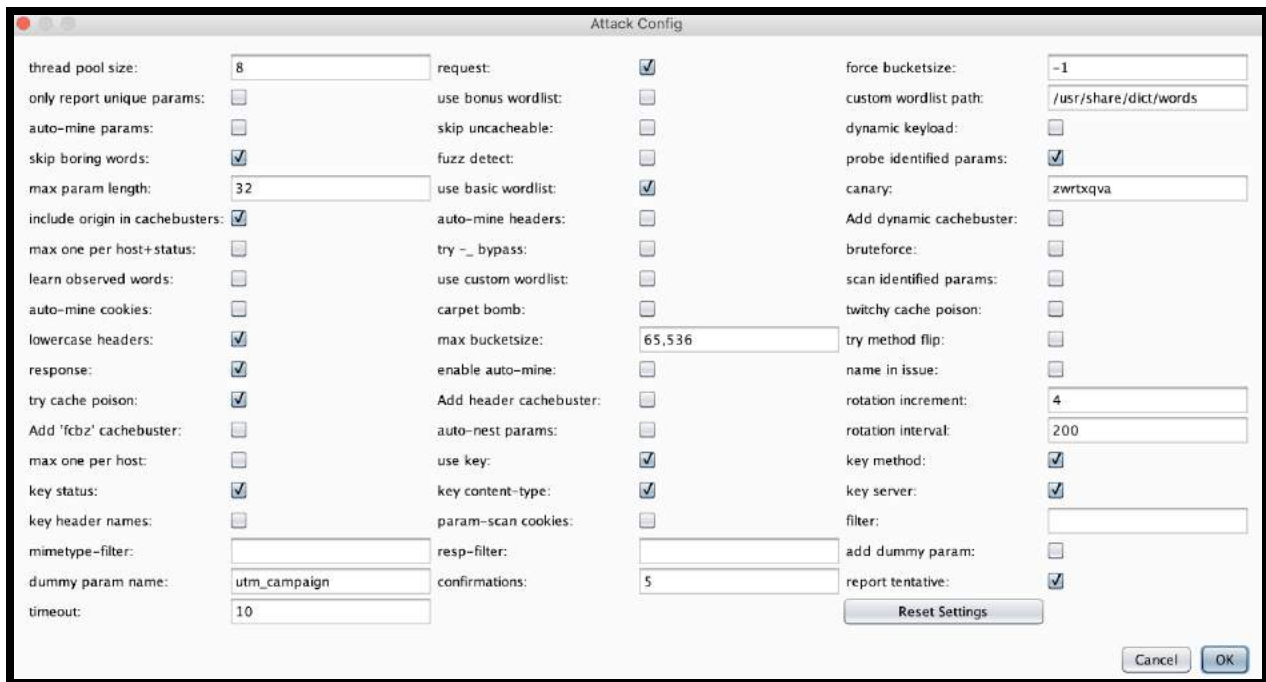 Attack Config
thread pool size: 8 request: force bucketsize: -1
only report unique params: use bonus wordlist: custom wordlist path: /usr/share/dict/words
auto-mine params: skip uncacheable: dynamic keyload:
skip boring words: fuzz detect: probe identified params:
max param length: 32 use basic wordlist: canary: zwrtxqva
include origin in cachebusters: auto-mine headers: Add dynamic cachebuster:
max one per host+status: try -_ bypass: bruteforce:
learn observed words: use custom wordlist: scan identified params:
auto-mine cookies: carpet bomb: twitchy cache poison:
lowercase headers: max bucketsize: 65,536 try method flip:
response: enable auto-mine: name in issue:
try cache poison: Add header cachebuster: rotation increment: 4
Add 'fcbz' cachebuster: auto-nest params: rotation interval: 200
max one per host: use key: key method:
key status: key content-type: key server:
key header names: param-scan cookies: filter:
mimetype-filter: resp-filter: add dummy param:
dummy param name: utm_campaign confirmations: 5 report tentative:
timeout: 10 Reset Settings
Cancel OK